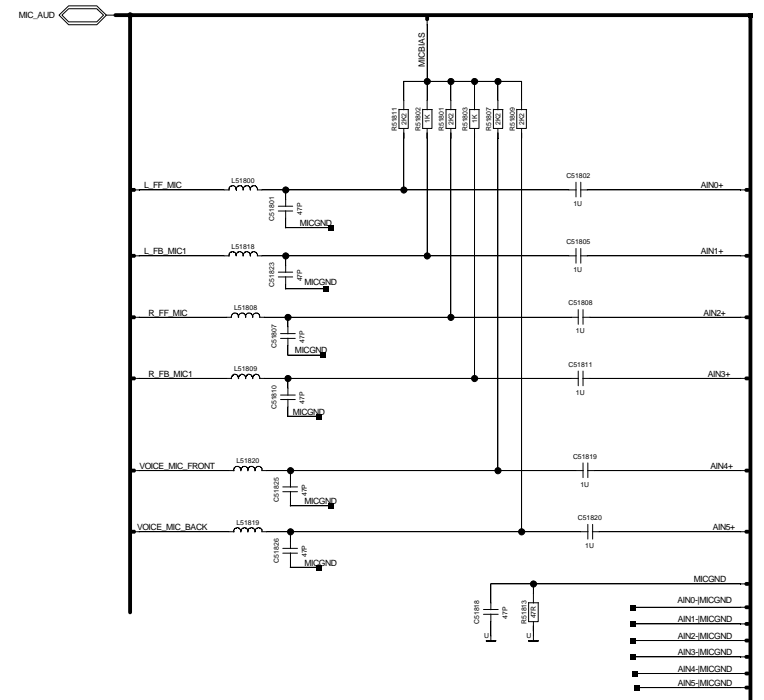 MIC_AUD
MICBIAS
R51811 2K2
R51802 1K
R51801 2K2
R51803 1K
R51807 2K2
R51809 2K2
L_FF_MIC L51800 C51802 1U AIN0+
C51801 47P MICGND
L_FB_MIC1 L51818 C51805 1U AIN1+
C51823 47P MICGND
R_FF_MIC L51808 C51808 1U AIN2+
C51807 47P MICGND
R_FB_MIC1 L51809 C51811 1U AIN3+
C51810 47P MICGND
VOICE_MIC_FRONT L51820 C51819 1U AIN4+
C51825 47P MICGND
VOICE_MIC_BACK L51819 C51820 1U AIN5+
C51826 47P MICGND
MICGND
C51818 47P U
R51813 47R U
AIN0-|MICGND
AIN1-|MICGND
AIN2-|MICGND
AIN3-|MICGND
AIN4-|MICGND
AIN5-|MICGND